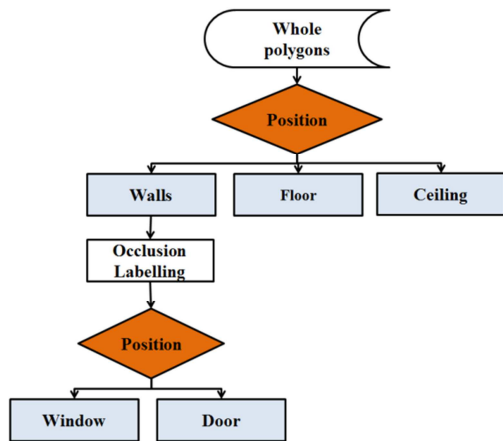 Whole
polygons
Position
Walls
Floor
Ceiling
Occlusion
Labelling
Position
Window
Door